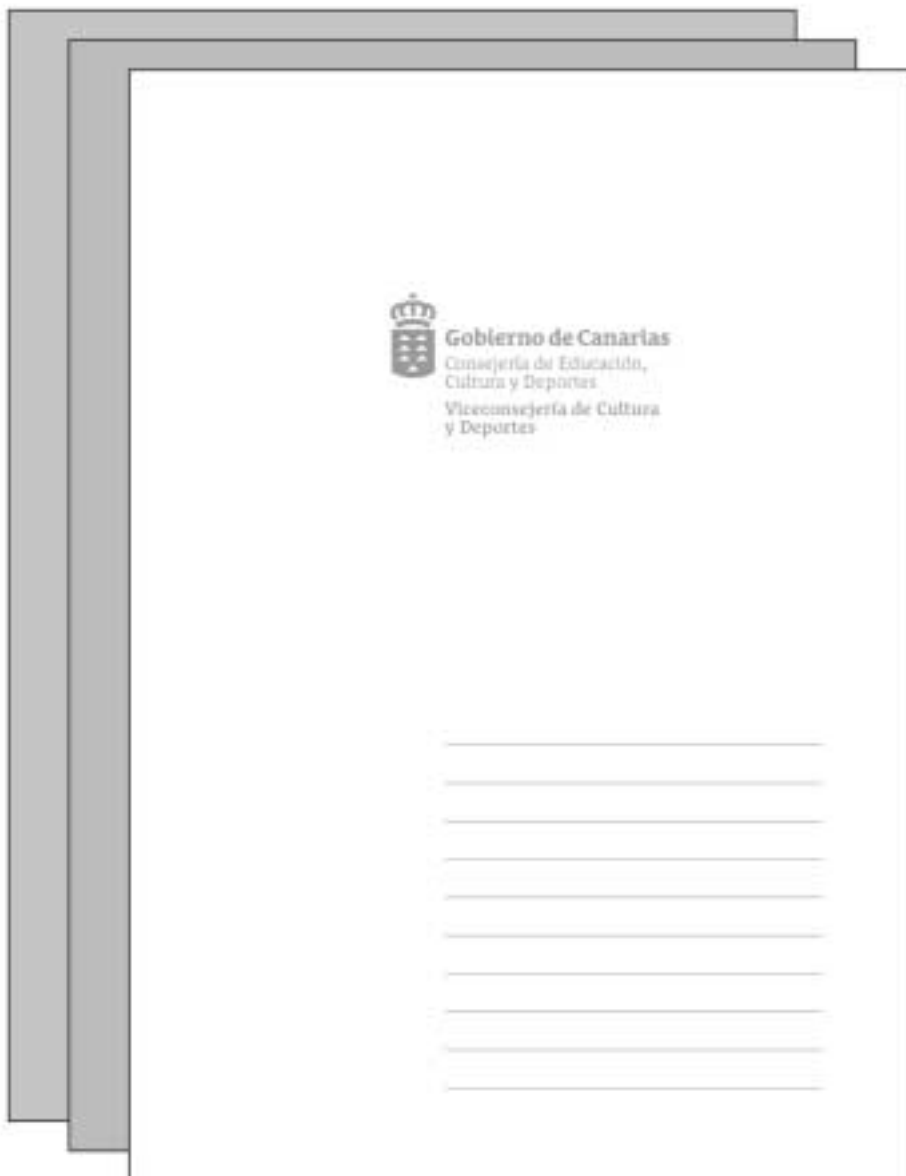 Gobierno de Canarias
Consejería de Educación,
Cultura y Deportes
Viceconsejería de Cultura
y Deportes